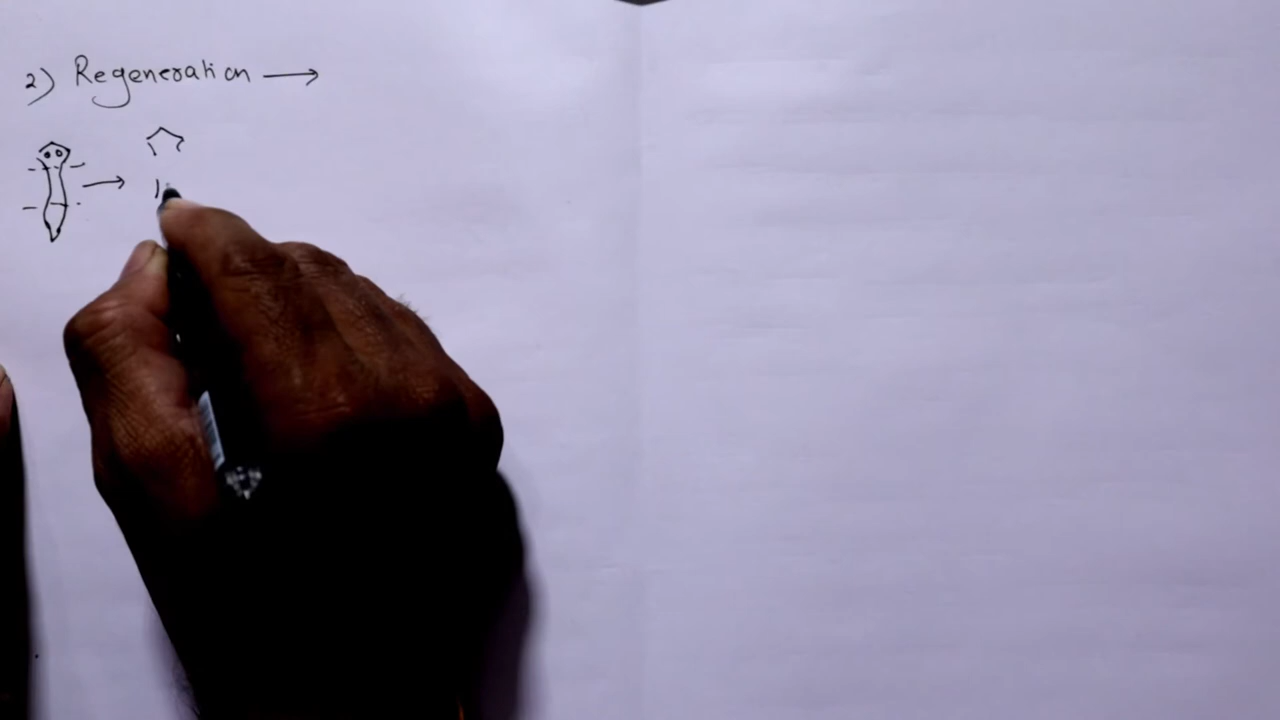 2) Regeneration →